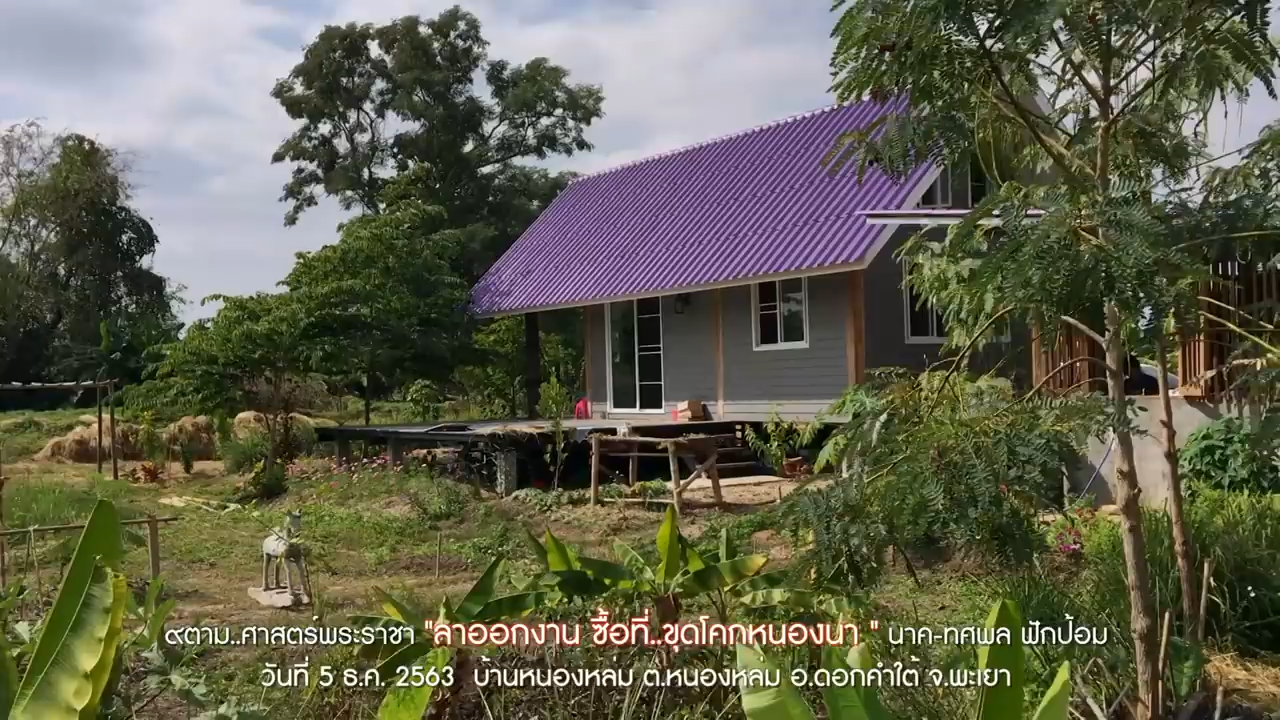 ๙ตาม..ศาสตร์พระราชา "ลาออกงาน ซื้อที่..ขุดโคกหนองนา " นาค-ทศพล ฟักป้อม
วันที่ 5 ธ.ค. 2563 บ้านหนองหล่ม ต.หนองหล่ม อ.ดอกคำใต้ จ.พะเยา